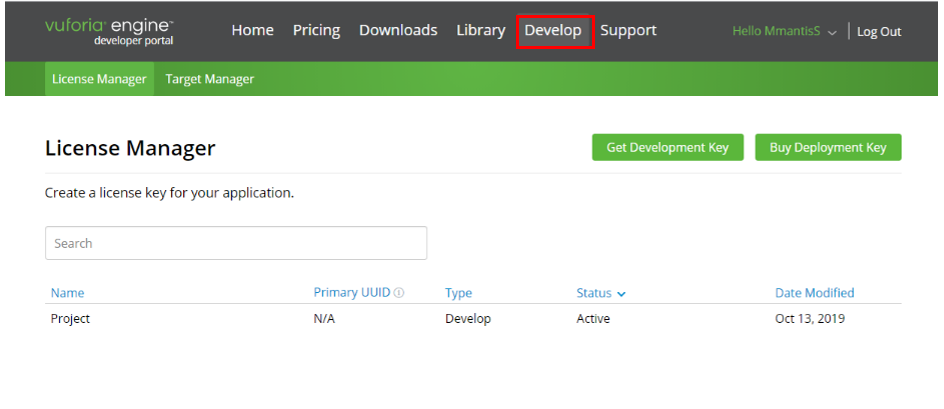 vuforia engine™
developer portal
Home Pricing Downloads Library Develop Support
Hello MmantisS | Log Out
License Manager Target Manager
License Manager
Get Development Key Buy Deployment Key
Create a license key for your application.
Search
Name Primary UUID Type Status Date Modified
Project N/A Develop Active Oct 13, 2019